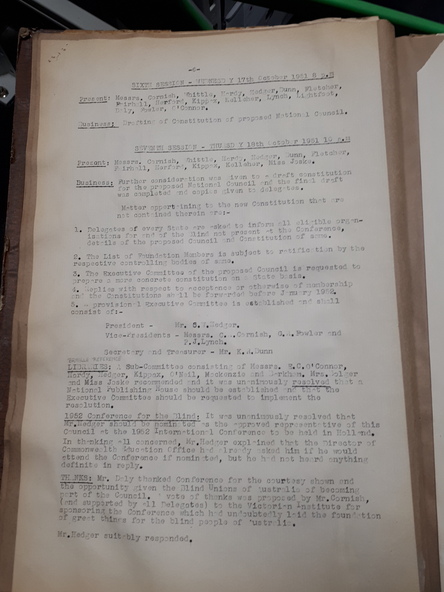 -4-
SIXTH SESSION - WEDNESDAY 17th October 1951 8 p.m
Present: Messrs. Cornish, Whittle, Hardy, Hedger, Dunn, Fletcher,
Fairhall, Horford, Kippax, Kelleher, Lynch, Lightfoot,
Daly, Fowler, O'Connor.
Business: Drafting of Constitution of proposed National Council.
SEVENTH SESSION - THURSDAY 18th October 1951 10 a.m
Present: Messrs. Cornish, Whittle, Hardy, Hedger, Dunn, Fletcher,
Fairhall, Horford, Kippax, Kelleher, Miss Joske.
Business: Further consideration was given to a draft constitution
for the proposed National Council and the final draft
was completed and copies given to delegates.
Matter appertaining to the new Constitution that are
not contained therein are:-
1. Delegates of every State are asked to inform all eligible organ-
isations for and of the Blind not present at the Conference,
details of the proposed Council and Constitution of same.
2. The List of Foundation Numbers is subject to ratification by the
respective controlling bodies of same.
3. The Executive Committee of the proposed Council is requested to
prepare a more concrete constitution on a State basis.
4. Replies with respect to acceptance or otherwise of membership
and the Constitutions shall be forwarded before January 1952.
5. A provisional Executive Committee is established and shall
consist of:-
President - Mr. S. Hedger.
Vice-Presidents - Messrs. Cornish, Fowler and
P.J. Lynch.
Secretary and Treasurer - Mr. Dunn
LIBRARIES: A Sub-Committee consisting of Messrs. H.C. O'Connor,
Hardy, Hedger, Kippax, O'Neil, Mackenzie and Markham, Mrs.
and Miss Joske recommended and it was unanimously resolved that a
National Publishing House should be established and that the
Executive Committee should be requested to implement the
resolution.
1952 Conference for the Blind; it was unanimously resolved that
Mr. Hedger should be nominated as the approved representative of this
Council at the 1952 International Conference to be held in Holland.
In thanking all concerned, Mr. Hedger explained that the Director of
Commonwealth Education Office had already asked him if he would
attend the Conference if nominated, but he had not heard anything
definite in reply.
THANKS: Mr. Daly thanked Conference for the courtesy shown and
the opportunity given the Blind Unions of Australia of becoming
part of the Council. A vote of thanks was proposed by Mr. Cornish,
(and supported by all Delegates) to the Victorian Institute for
sponsoring the Conference which had undoubtedly laid the foundation
of great things for the blind people of Australia.
Mr. Hedger suitably responded.